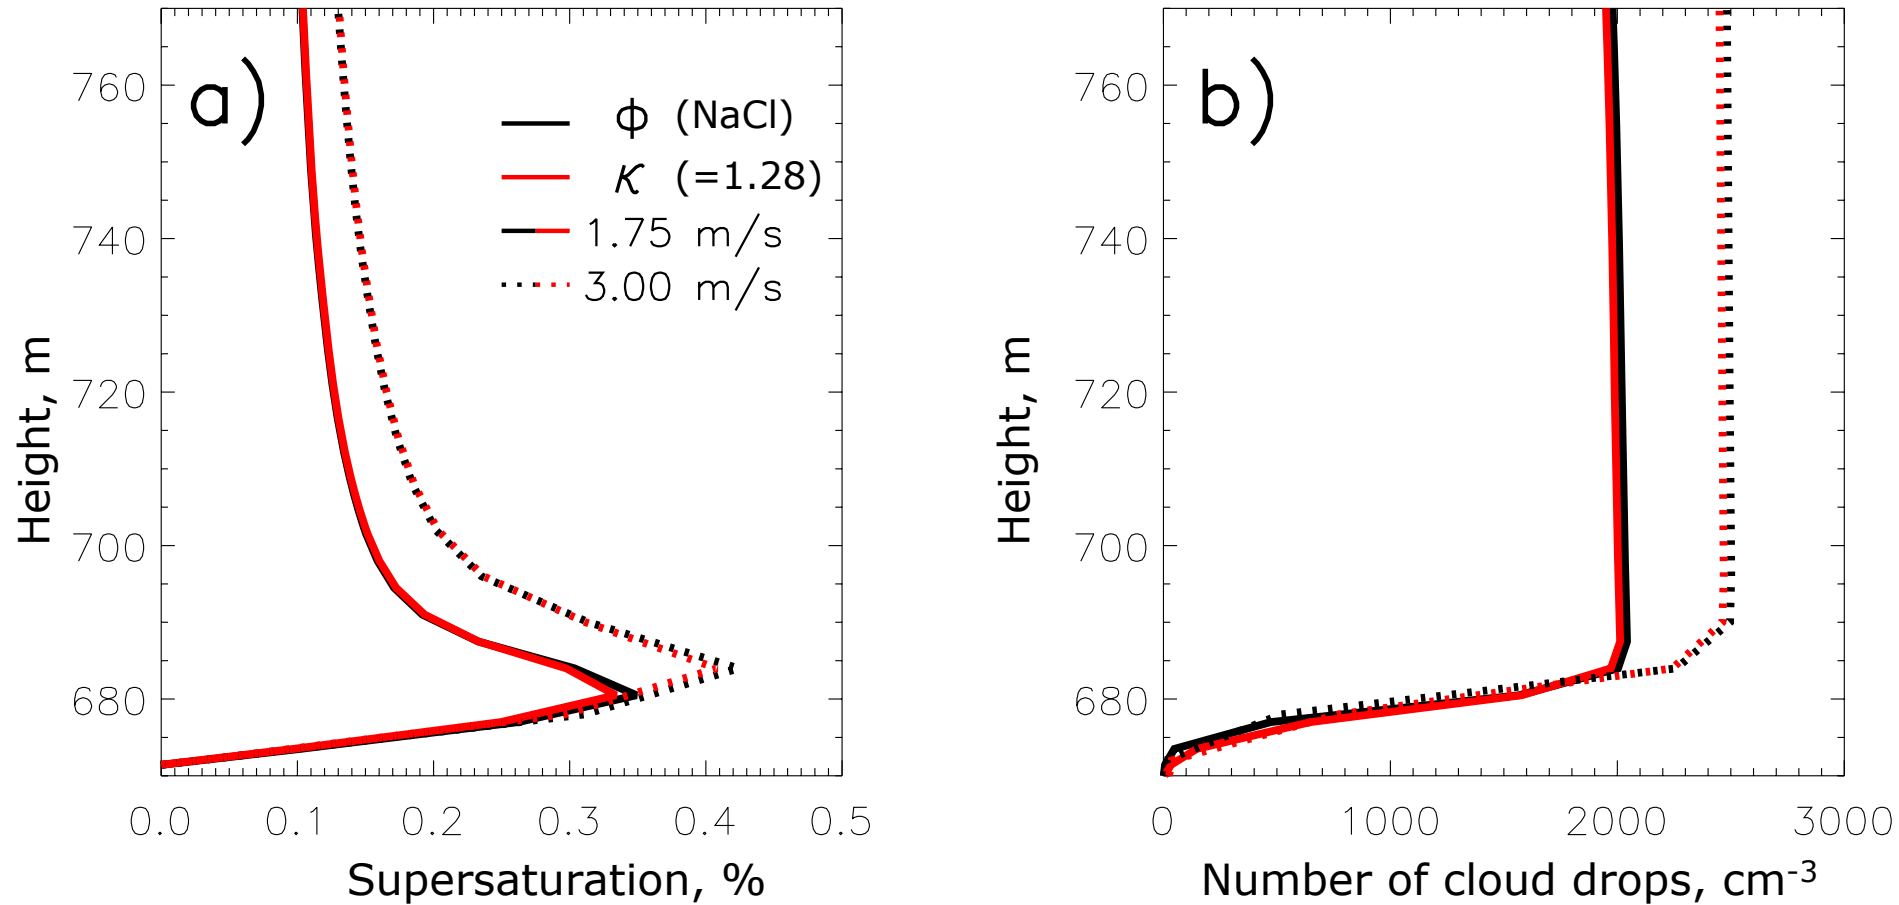 a)
ϕ (NaCl)
κ (=1.28)
1.75 m/s
3.00 m/s
760
740
720
700
680
Height, m
0.0 0.1 0.2 0.3 0.4 0.5
Supersaturation, %
b)
760
740
720
700
680
Height, m
0 1000 2000 3000
Number of cloud drops, cm⁻³